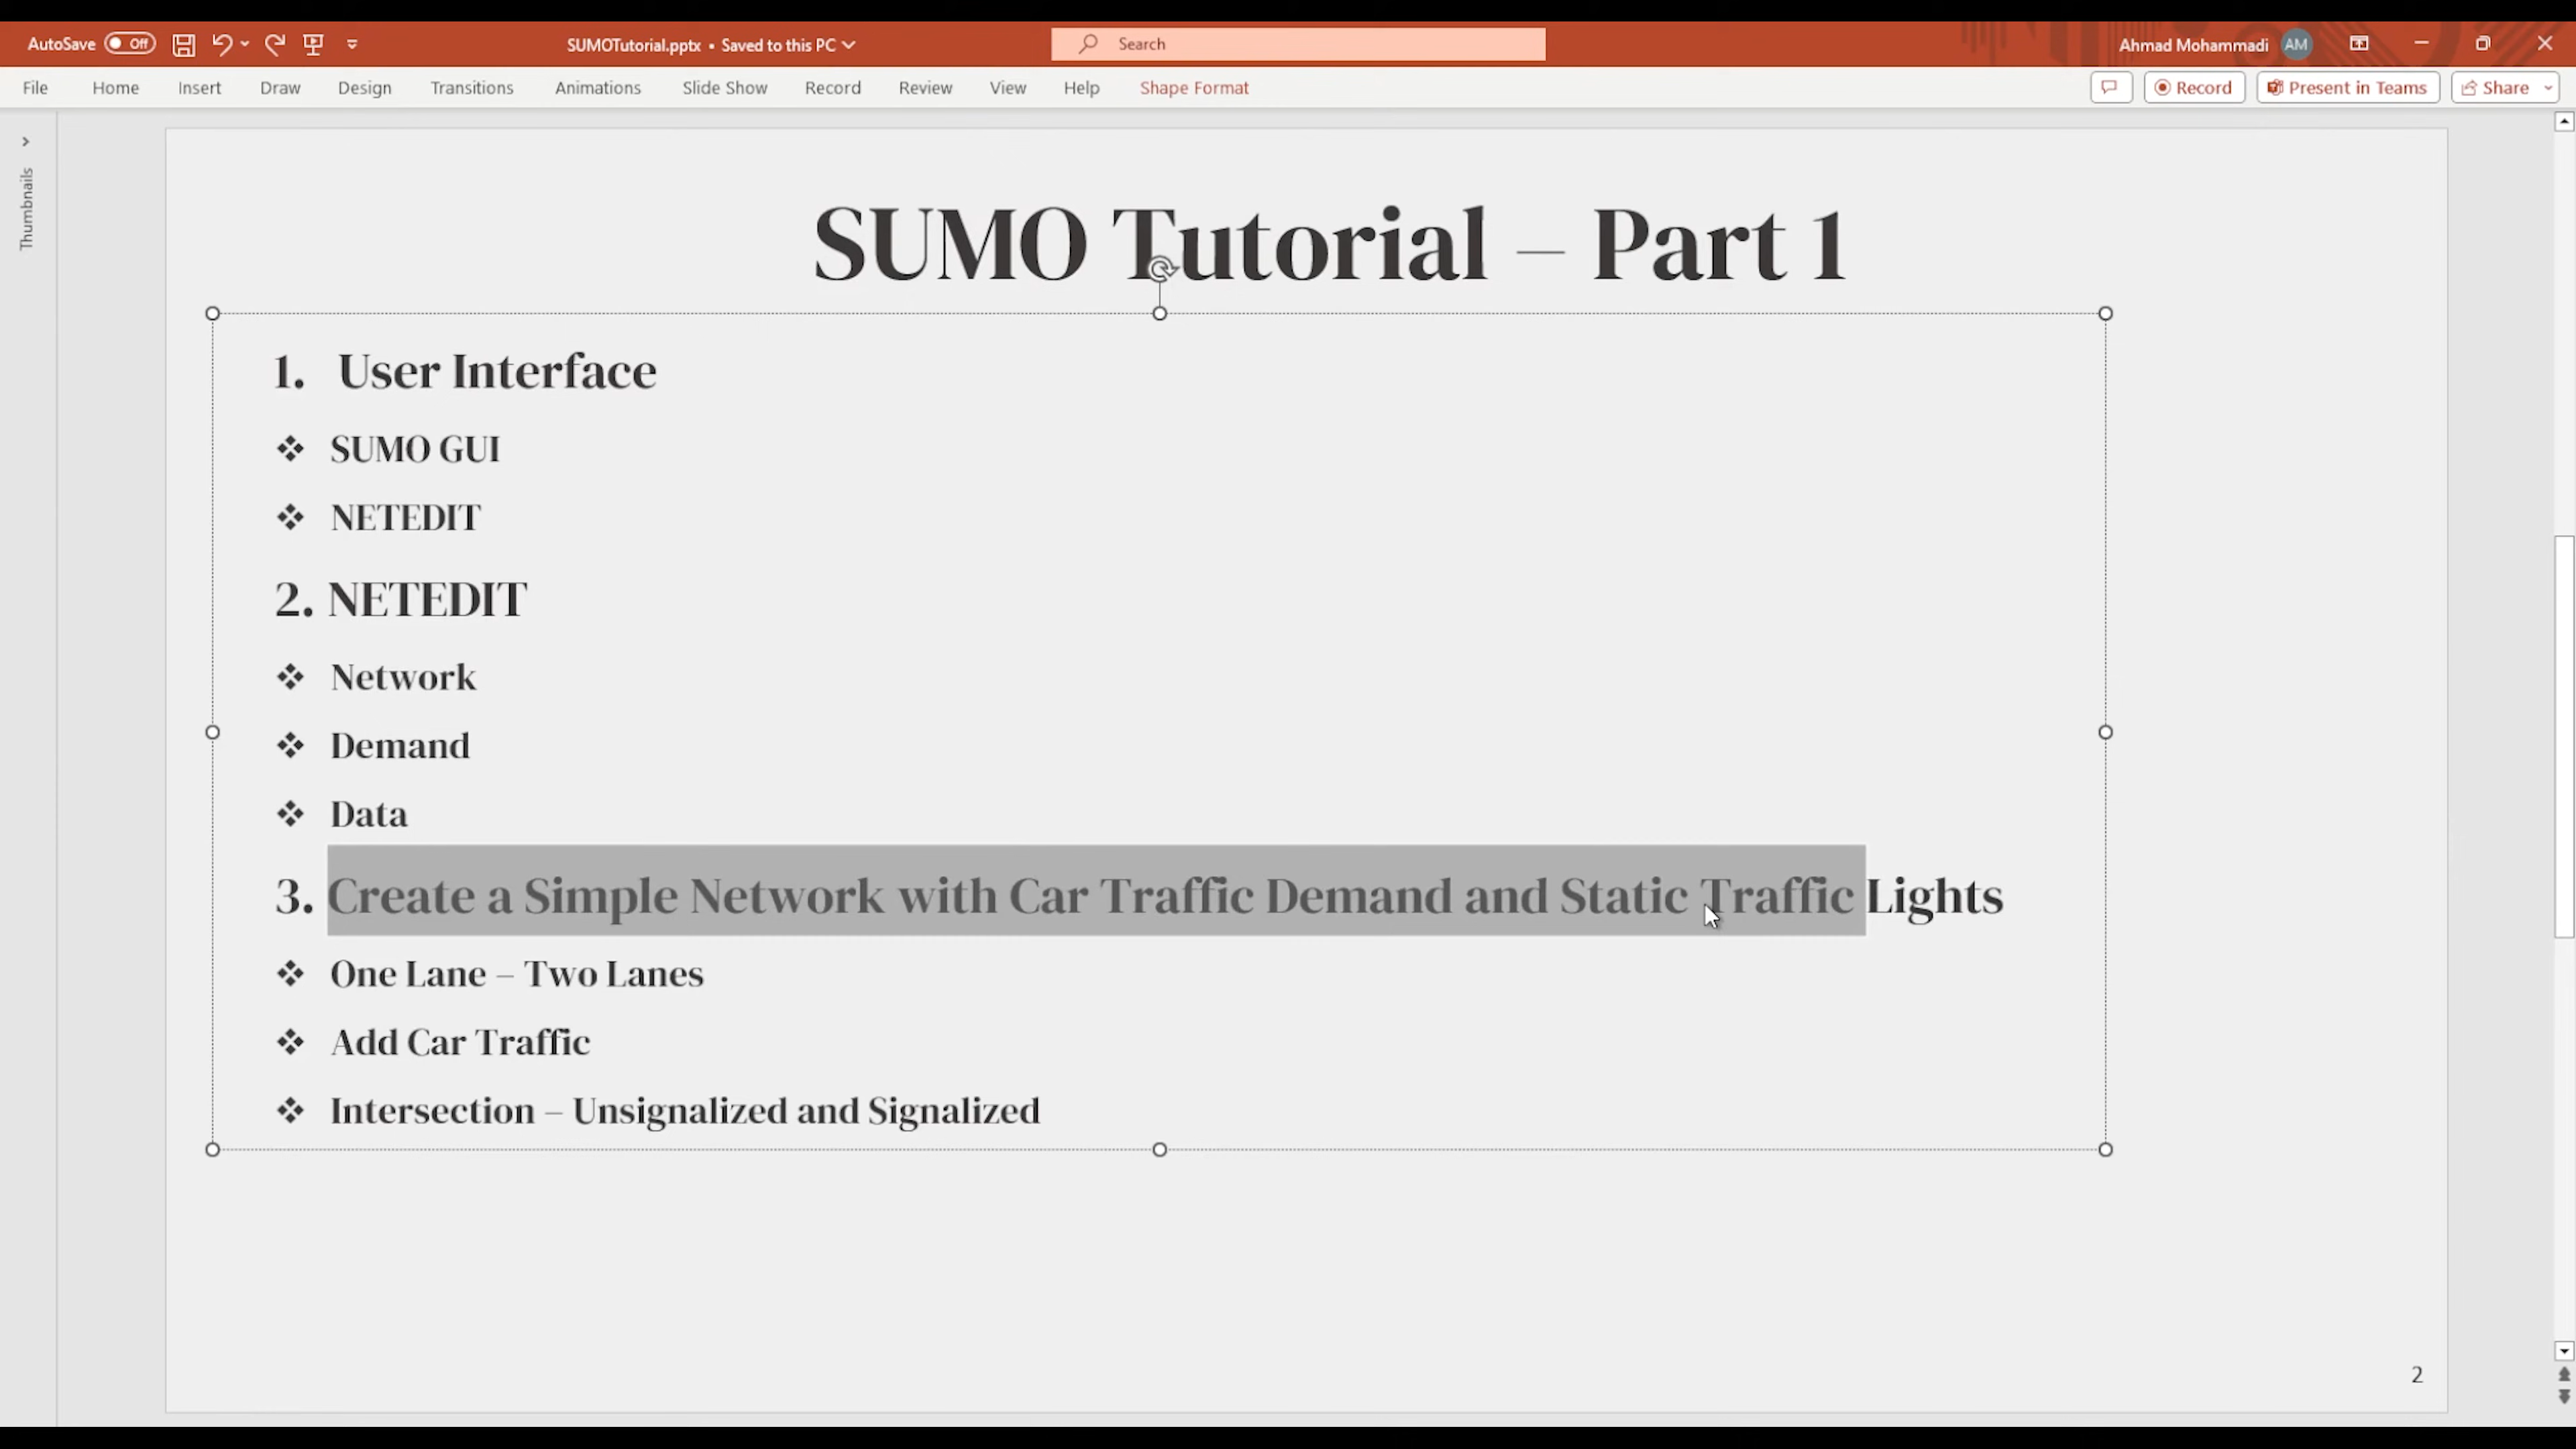 AutoSave Off SUMOTutorial.pptx • Saved to this PC Search Ahmad Mohammadi AM
File Home Insert Draw Design Transitions Animations Slide Show Record Review View Help Shape Format Record Present in Teams Share
Thumbnails
SUMO Tutorial – Part 1
1. User Interface
❖ SUMO GUI
❖ NETEDIT
2. NETEDIT
❖ Network
❖ Demand
❖ Data
3. Create a Simple Network with Car Traffic Demand and Static Traffic Lights
❖ One Lane – Two Lanes
❖ Add Car Traffic
❖ Intersection – Unsignalized and Signalized
2